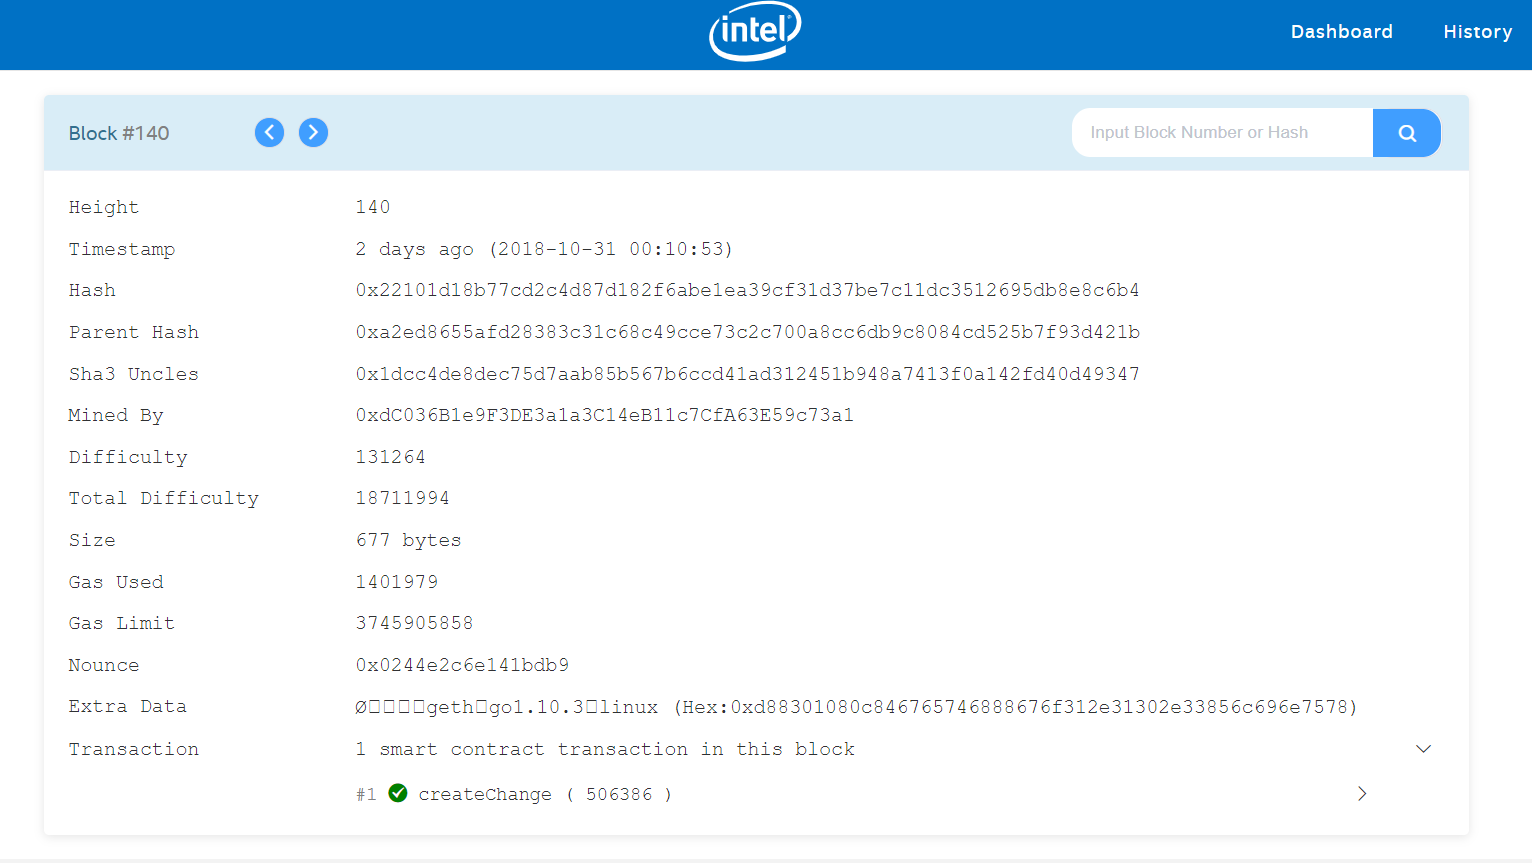 intel
Dashboard History
Block #140
Input Block Number or Hash
Height 140
Timestamp 2 days ago (2018-10-31 00:10:53)
Hash 0x22101d18b77cd2c4d87d182f6abe1ea39cf31d37be7c11dc3512695db8e8c6b4
Parent Hash 0xa2ed8655afd28383c31c68c49cce73c2c700a8cc6db9c8084cd525b7f93d421b
Sha3 Uncles 0x1dcc4de8dec75d7aab85b567b6ccd41ad312451b948a7413f0a142fd40d49347
Mined By 0xdC036B1e9F3DE3a1a3C14eB11c7CfA63E59c73a1
Difficulty 131264
Total Difficulty 18711994
Size 677 bytes
Gas Used 1401979
Gas Limit 3745905858
Nounce 0x0244e2c6e141bdb9
Extra Data Ø□□□□geth□go1.10.3□linux (Hex:0xd88301080c846765746888676f312e31302e33856c696e7578)
Transaction 1 smart contract transaction in this block
#1 createChange ( 506386 )